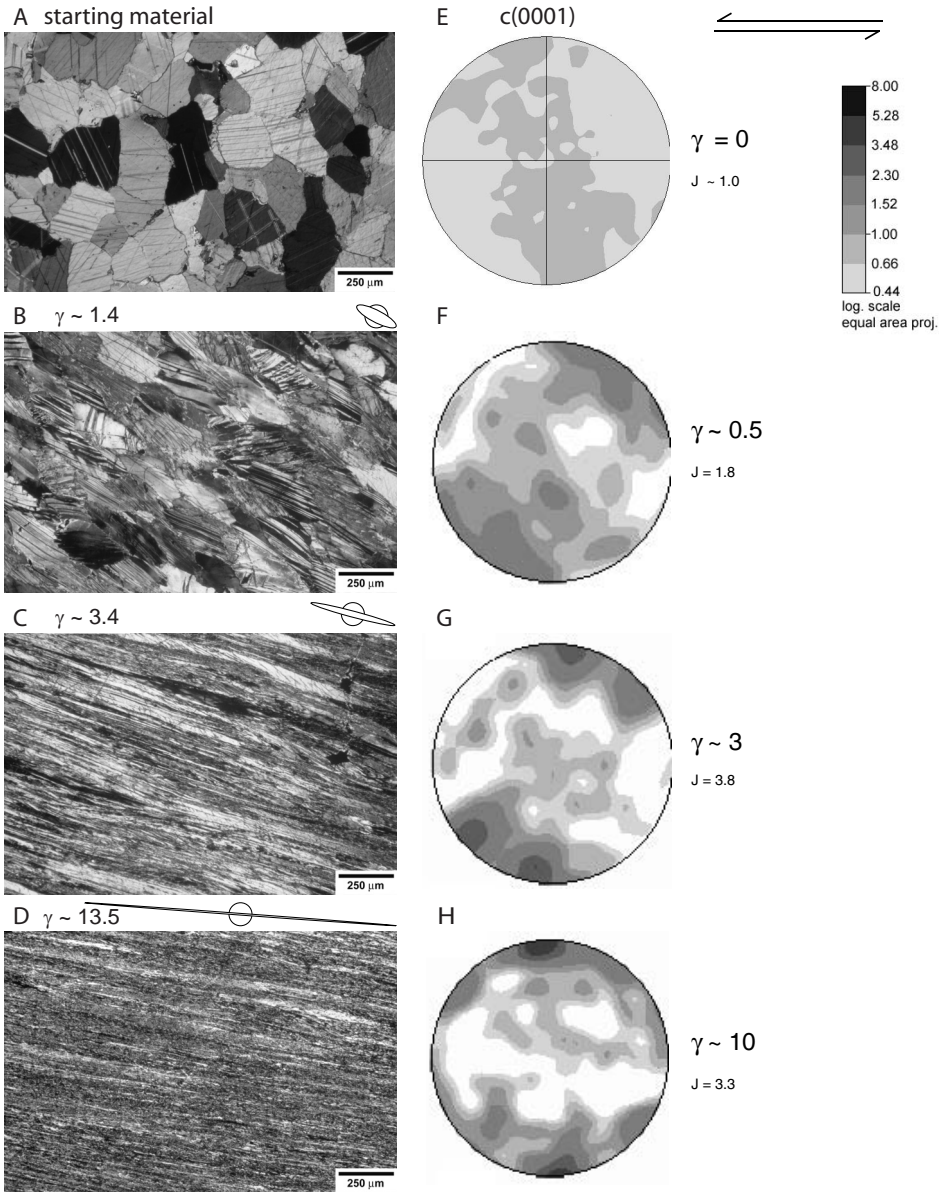 A starting material
E c(0001)
8.00
5.28
3.48
2.30
1.52
1.00
0.66
0.44
log. scale
equal area proj.
γ = 0
J ~ 1.0
250 μm
B γ ~ 1.4
F
γ ~ 0.5
J = 1.8
250 μm
C γ ~ 3.4
G
γ ~ 3
J = 3.8
250 μm
D γ ~ 13.5
H
γ ~ 10
J = 3.3
250 μm